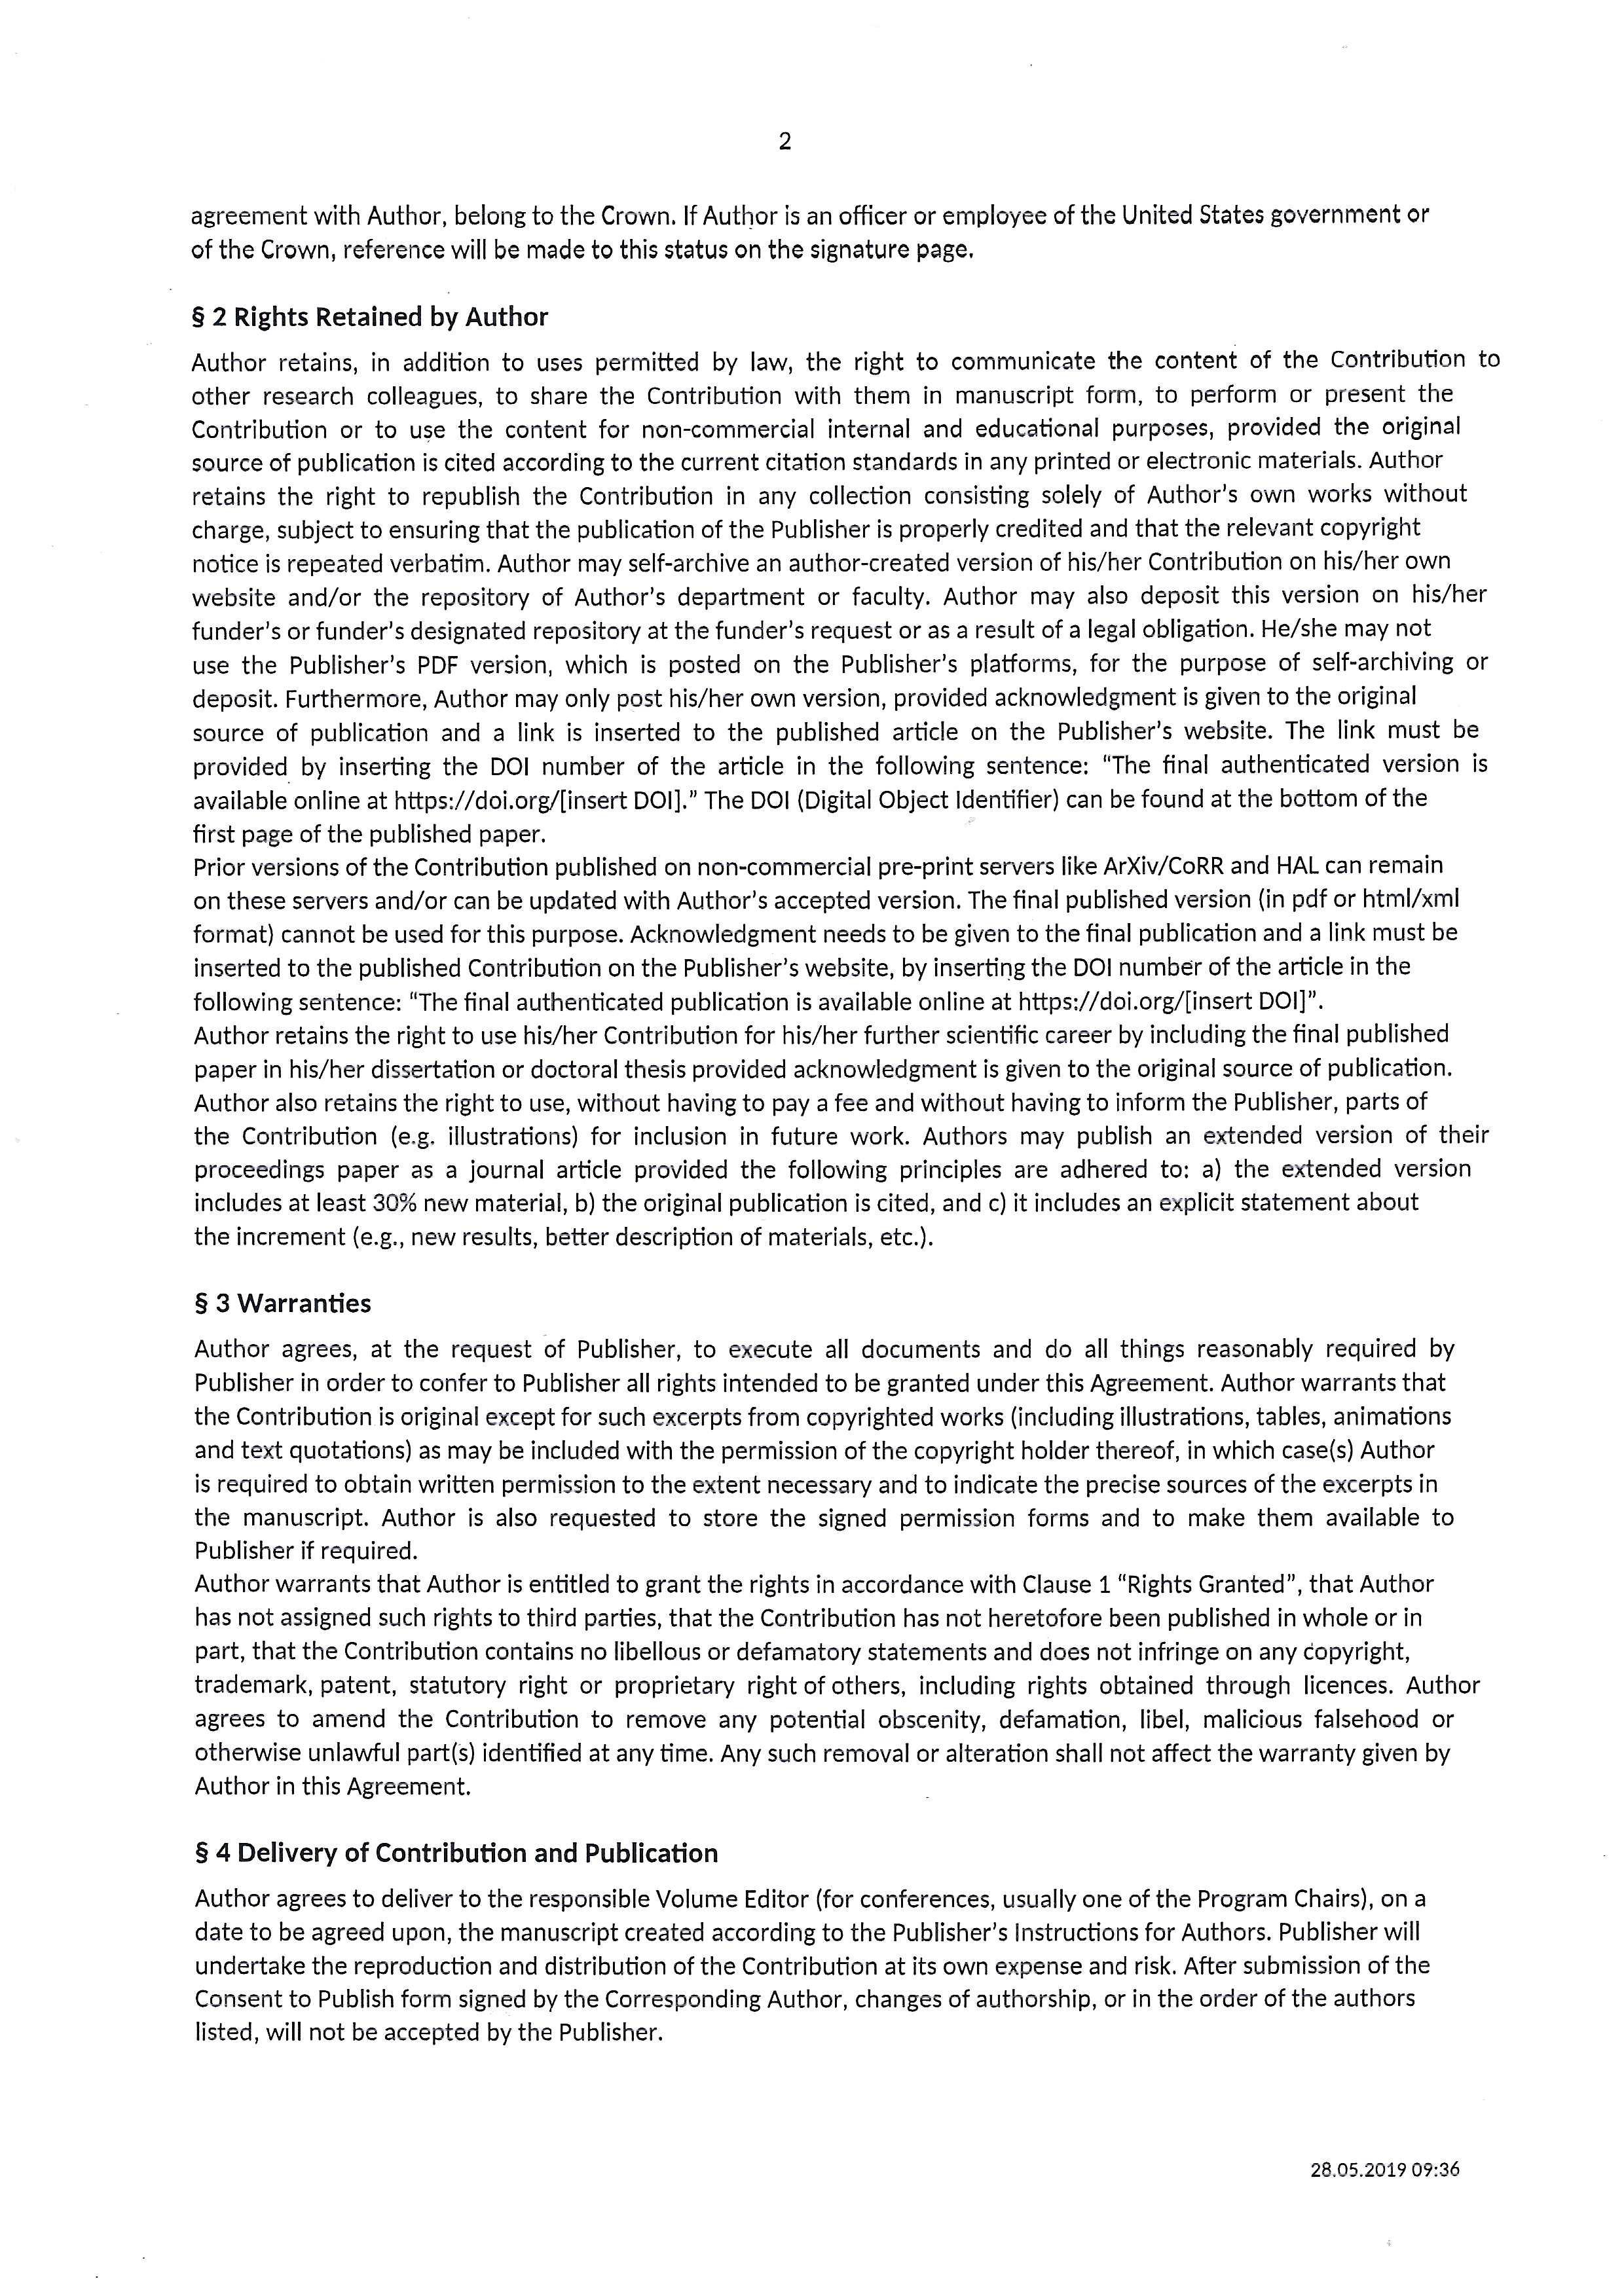 2
agreement with Author, belong to the Crown. If Author is an officer or employee of the United States government or
of the Crown, reference will be made to this status on the signature page.
§ 2 Rights Retained by Author
Author retains, in addition to uses permitted by law, the right to communicate the content of the Contribution to
other research colleagues, to share the Contribution with them in manuscript form, to perform or present the
Contribution or to use the content for non-commercial internal and educational purposes, provided the original
source of publication is cited according to the current citation standards in any printed or electronic materials. Author
retains the right to republish the Contribution in any collection consisting solely of Author's own works without
charge, subject to ensuring that the publication of the Publisher is properly credited and that the relevant copyright
notice is repeated verbatim. Author may self-archive an author-created version of his/her Contribution on his/her own
website and/or the repository of Author's department or faculty. Author may also deposit this version on his/her
funder's or funder's designated repository at the funder's request or as a result of a legal obligation. He/she may not
use the Publisher's PDF version, which is posted on the Publisher's platforms, for the purpose of self-archiving or
deposit. Furthermore, Author may only post his/her own version, provided acknowledgment is given to the original
source of publication and a link is inserted to the published article on the Publisher's website. The link must be
provided by inserting the DOI number of the article in the following sentence: “The final authenticated version is
available online at https://doi.org/[insert DOI].” The DOI (Digital Object Identifier) can be found at the bottom of the
first page of the published paper.
Prior versions of the Contribution published on non-commercial pre-print servers like ArXiv/CoRR and HAL can remain
on these servers and/or can be updated with Author's accepted version. The final published version (in pdf or html/xml
format) cannot be used for this purpose. Acknowledgment needs to be given to the final publication and a link must be
inserted to the published Contribution on the Publisher's website, by inserting the DOI number of the article in the
following sentence: “The final authenticated publication is available online at https://doi.org/[insert DOI]”.
Author retains the right to use his/her Contribution for his/her further scientific career by including the final published
paper in his/her dissertation or doctoral thesis provided acknowledgment is given to the original source of publication.
Author also retains the right to use, without having to pay a fee and without having to inform the Publisher, parts of
the Contribution (e.g. illustrations) for inclusion in future work. Authors may publish an extended version of their
proceedings paper as a journal article provided the following principles are adhered to: a) the extended version
includes at least 30% new material, b) the original publication is cited, and c) it includes an explicit statement about
the increment (e.g., new results, better description of materials, etc.).
§ 3 Warranties
Author agrees, at the request of Publisher, to execute all documents and do all things reasonably required by
Publisher in order to confer to Publisher all rights intended to be granted under this Agreement. Author warrants that
the Contribution is original except for such excerpts from copyrighted works (including illustrations, tables, animations
and text quotations) as may be included with the permission of the copyright holder thereof, in which case(s) Author
is required to obtain written permission to the extent necessary and to indicate the precise sources of the excerpts in
the manuscript. Author is also requested to store the signed permission forms and to make them available to
Publisher if required.
Author warrants that Author is entitled to grant the rights in accordance with Clause 1 “Rights Granted”, that Author
has not assigned such rights to third parties, that the Contribution has not heretofore been published in whole or in
part, that the Contribution contains no libellous or defamatory statements and does not infringe on any copyright,
trademark, patent, statutory right or proprietary right of others, including rights obtained through licences. Author
agrees to amend the Contribution to remove any potential obscenity, defamation, libel, malicious falsehood or
otherwise unlawful part(s) identified at any time. Any such removal or alteration shall not affect the warranty given by
Author in this Agreement.
§ 4 Delivery of Contribution and Publication
Author agrees to deliver to the responsible Volume Editor (for conferences, usually one of the Program Chairs), on a
date to be agreed upon, the manuscript created according to the Publisher's Instructions for Authors. Publisher will
undertake the reproduction and distribution of the Contribution at its own expense and risk. After submission of the
Consent to Publish form signed by the Corresponding Author, changes of authorship, or in the order of the authors
listed, will not be accepted by the Publisher.
28.05.2019 09:36